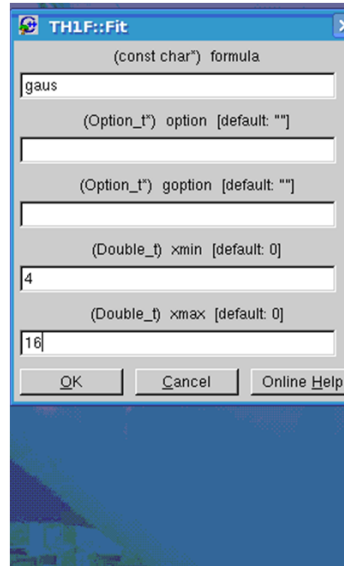 TH1F::Fit
(const char*) formula
gaus
(Option_t*) option [default: ""]
(Option_t*) goption [default: ""]
(Double_t) xmin [default: 0]
4
(Double_t) xmax [default: 0]
16
OK Cancel Online Help